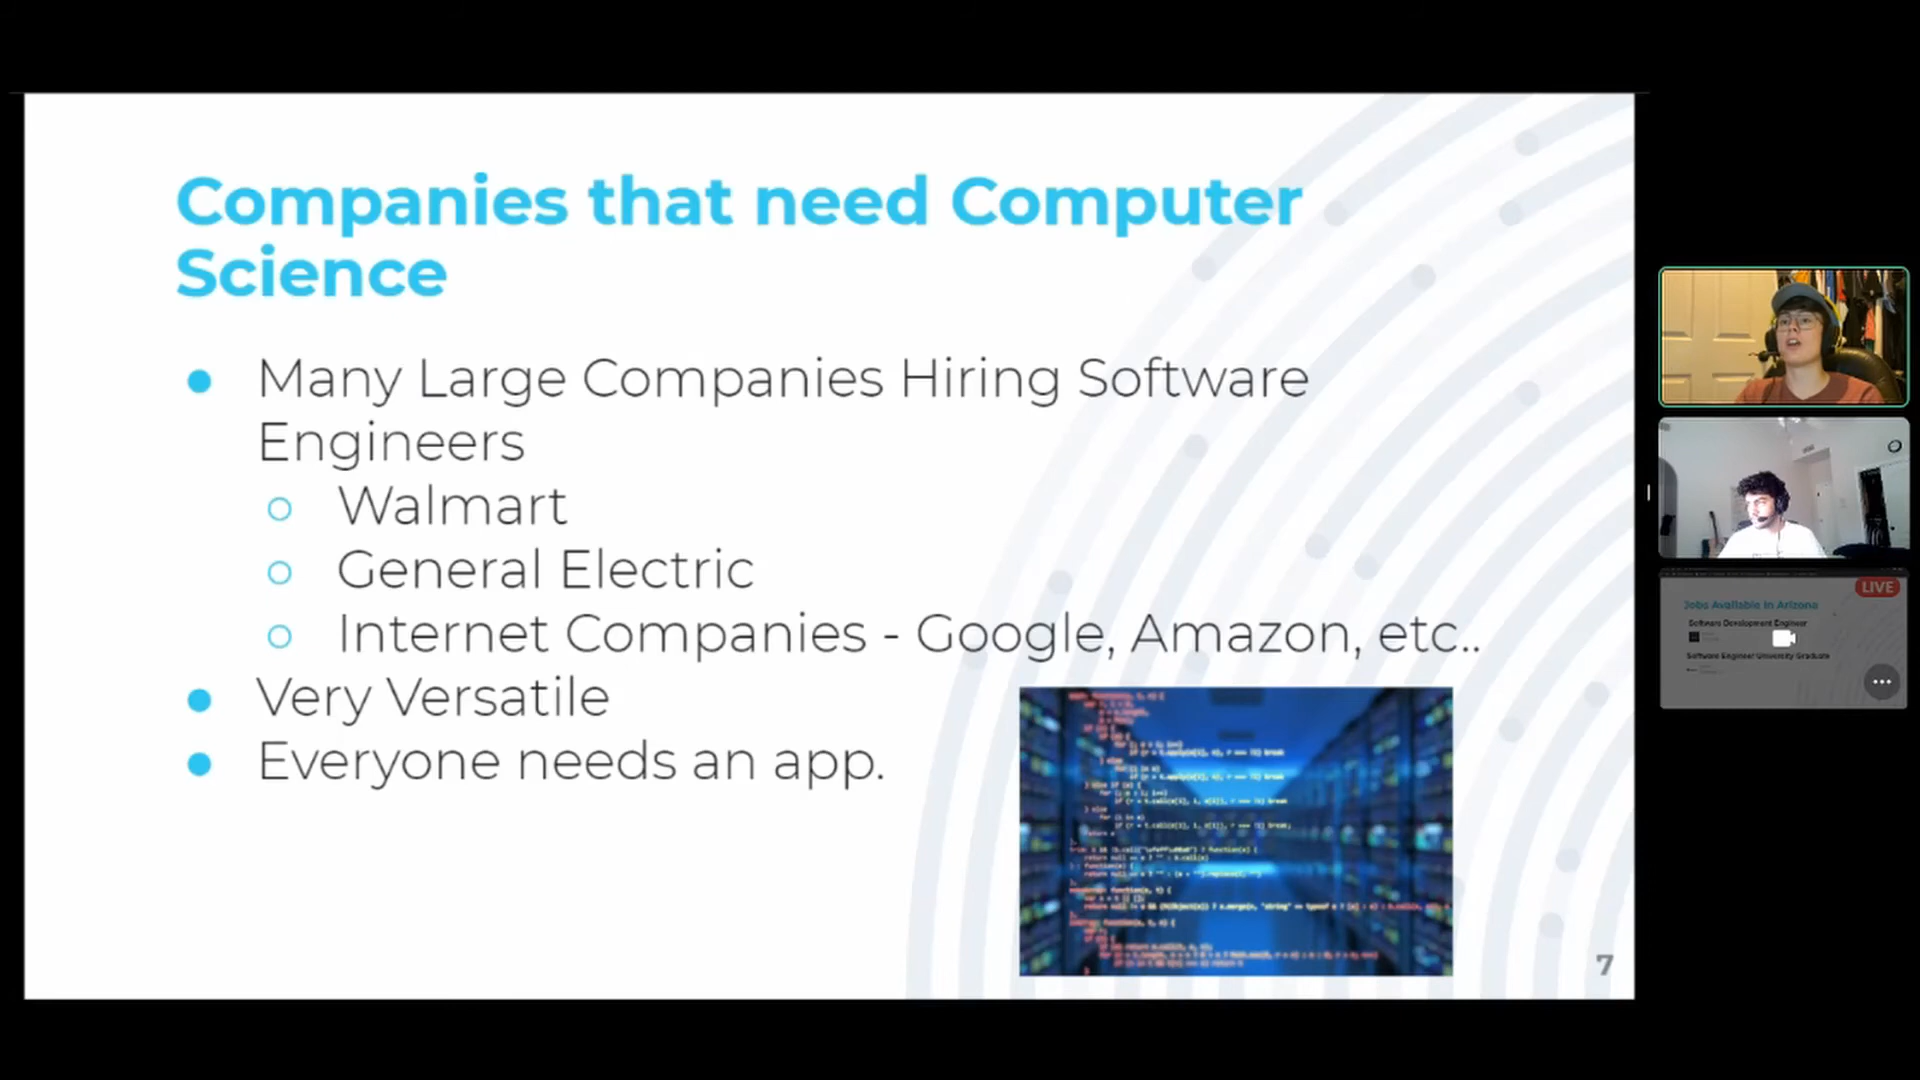 Companies that need Computer
Science
Many Large Companies Hiring Software
Engineers
Walmart
General Electric
Internet Companies - Google, Amazon, etc..
Very Versatile
Everyone needs an app.
7
LIVE
Jobs Available in Arizona
Software Development Engineer
Software Engineer University Graduate